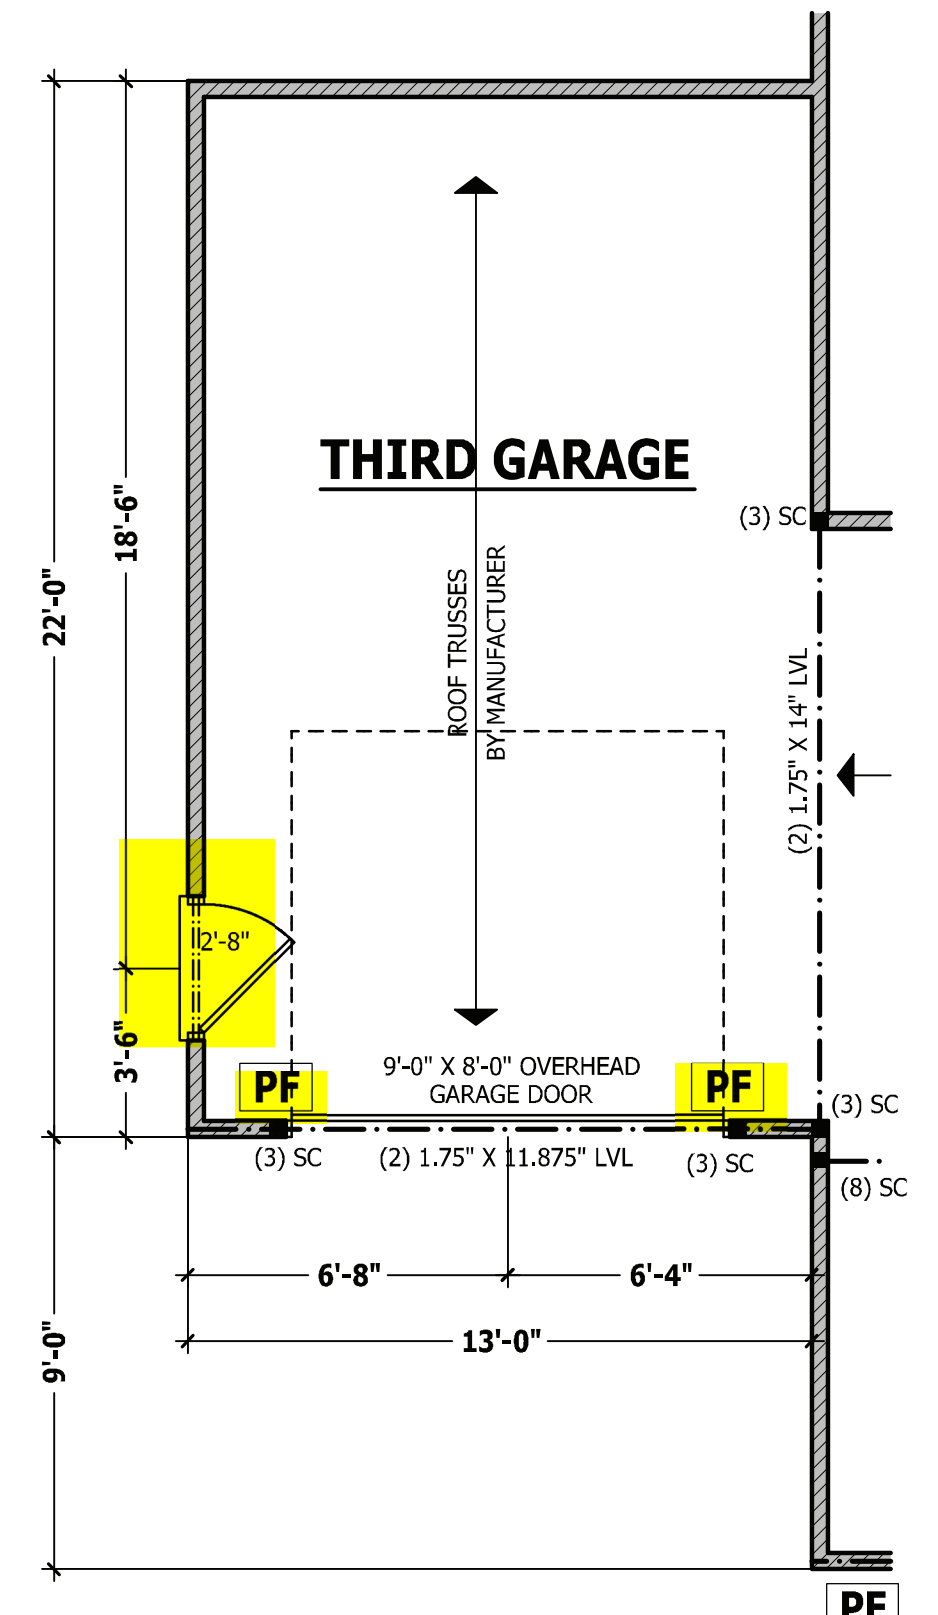 THIRD GARAGE
18'-6"
22'-0"
(3) SC
ROOF TRUSSES
BY MANUFACTURER
(2) 1.75" X 14" LVL
2'-8"
3'-6"
PF
9'-0" X 8'-0" OVERHEAD
GARAGE DOOR
PF
(3) SC
(3) SC
(2) 1.75" X 11.875" LVL
(3) SC
(8) SC
6'-8"
6'-4"
13'-0"
9'-0"
PF